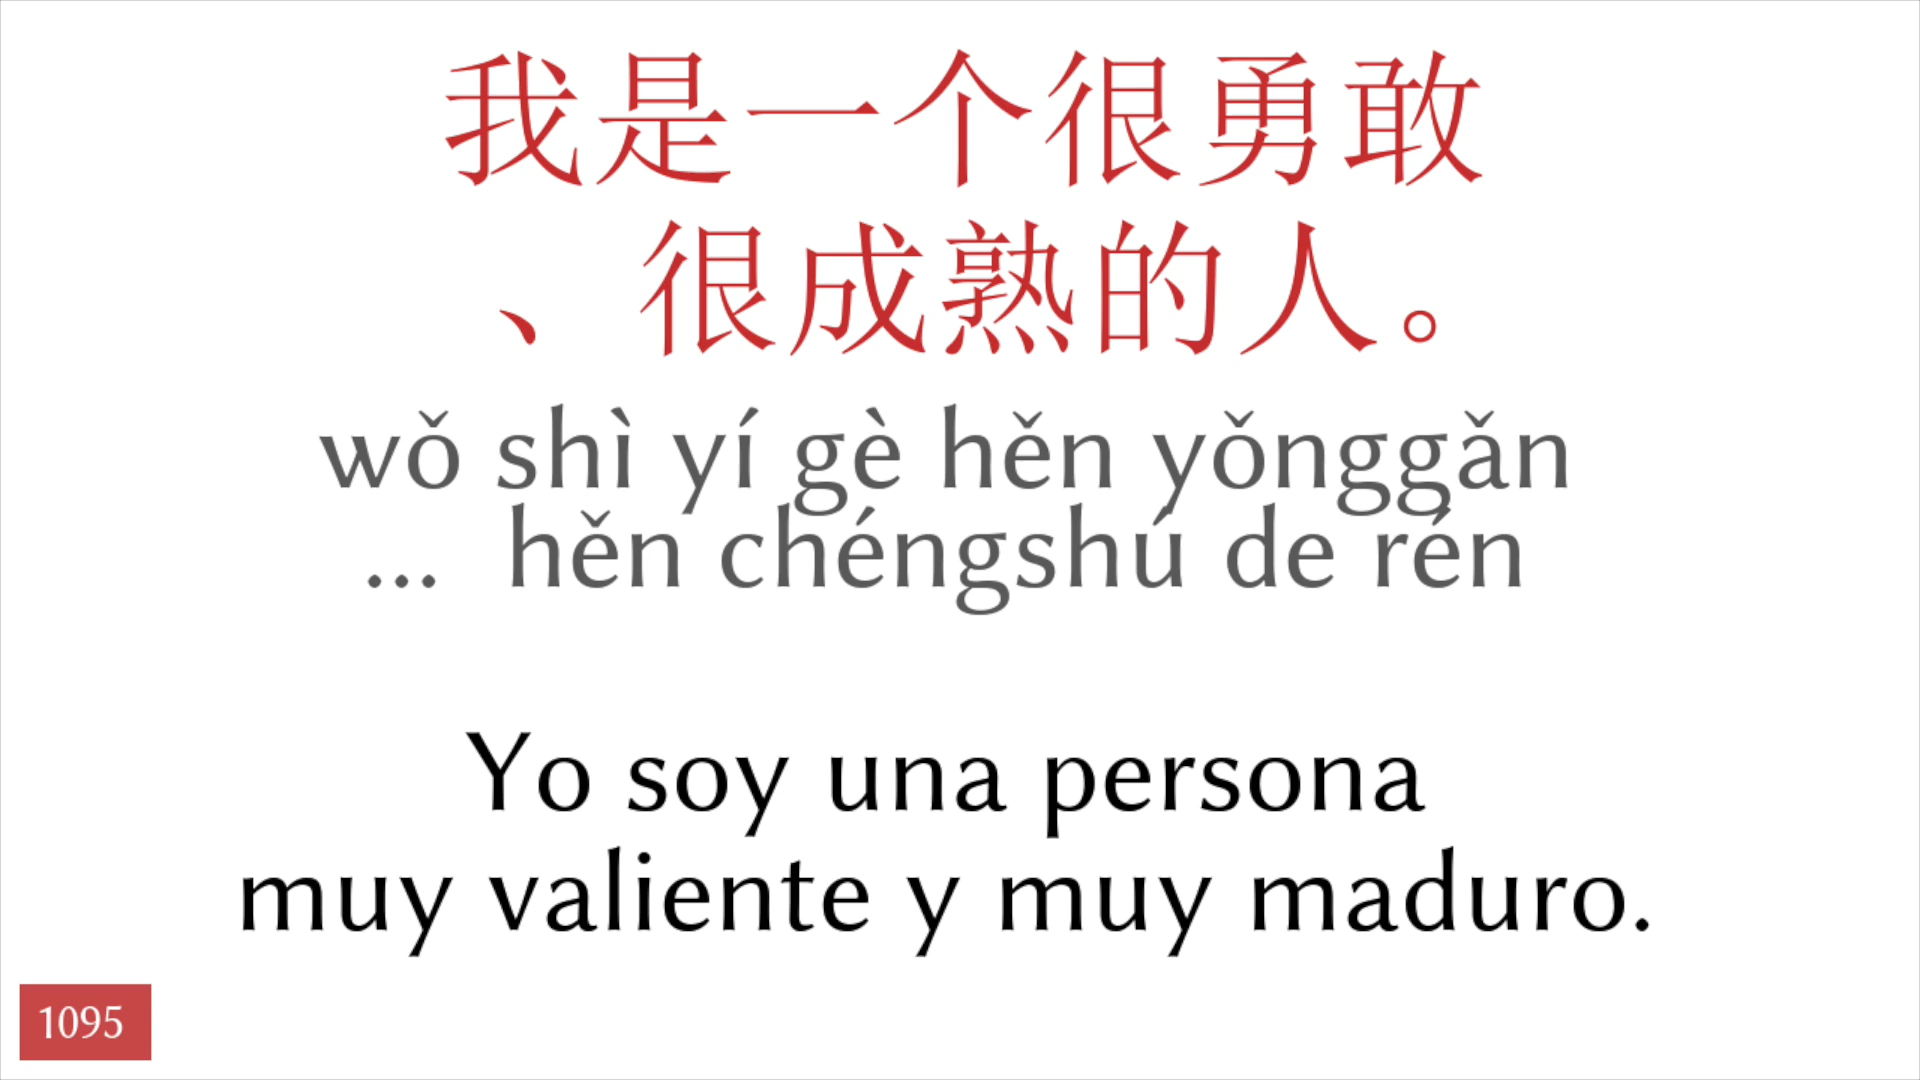 我是一个很勇敢
、很成熟的人。
wǒ shì yí gè hěn yǒnggǎn
... hěn chéngshú de rén
Yo soy una persona
muy valiente y muy maduro.
1095